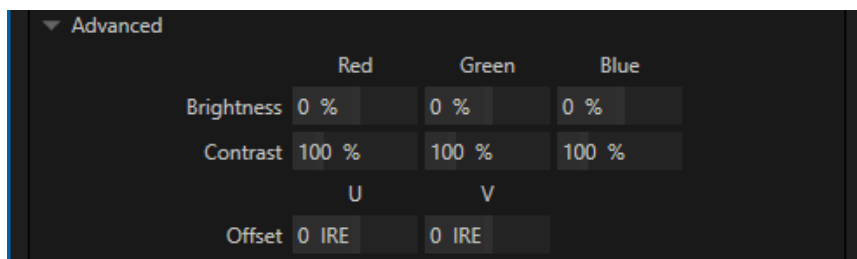 Advanced
Red Green Blue
Brightness 0 % 0 % 0 %
Contrast 100 % 100 % 100 %
U V
Offset 0 IRE 0 IRE